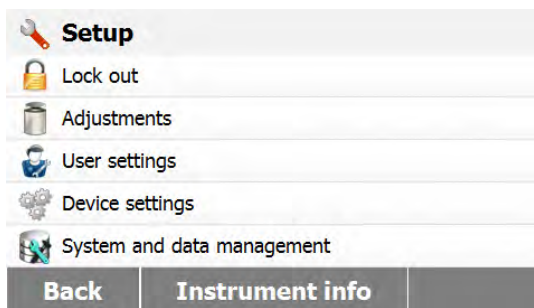 Setup
Lock out
Adjustments
User settings
Device settings
System and data management
Back Instrument info